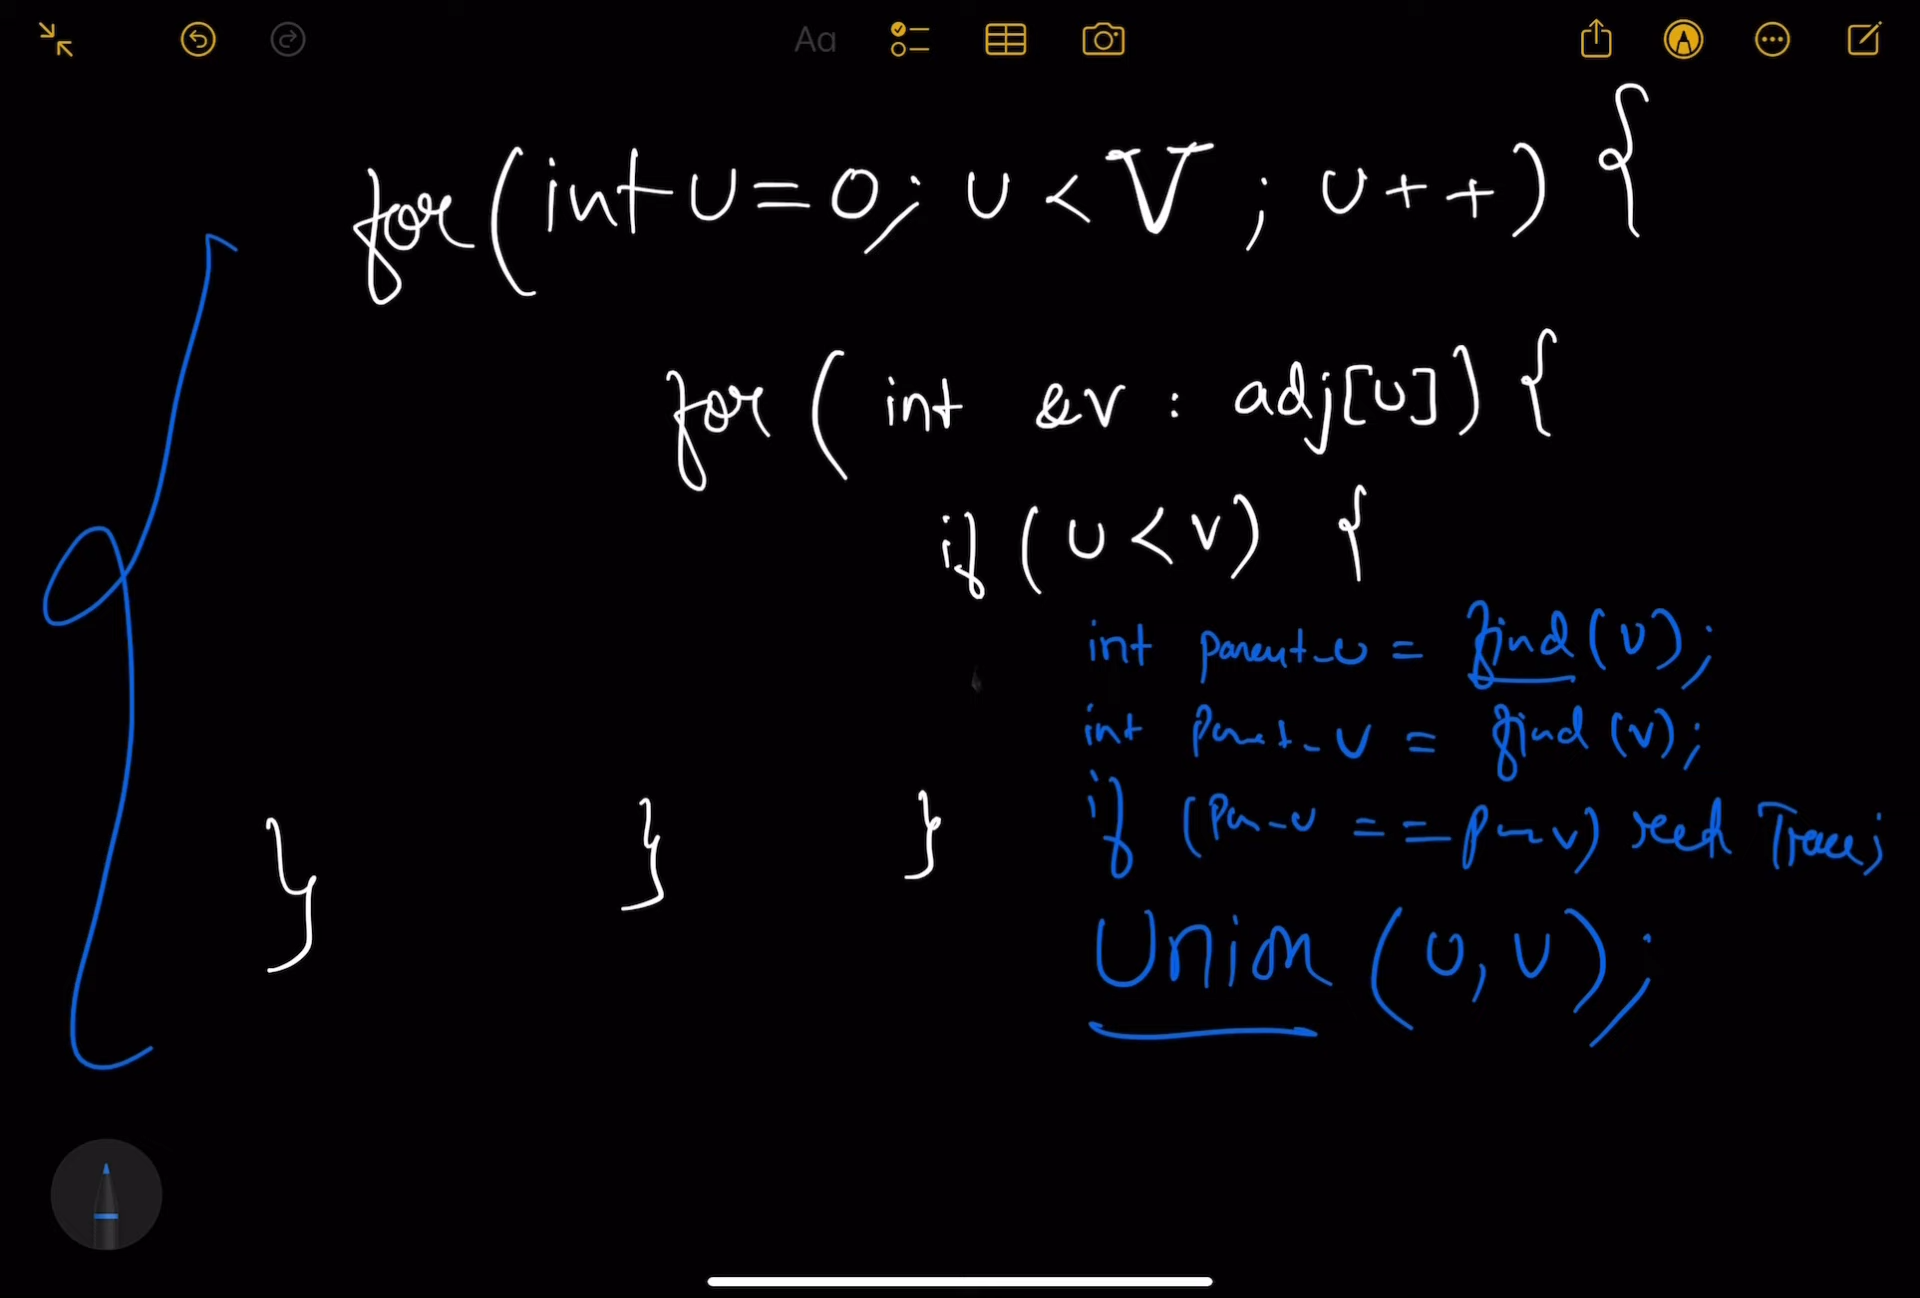 Aa
for(int u=0; u<V; u++) {
for ( int &v : adj[u]) {
if (u<v) {
int parent_u = find(u);
int Parent_v = find(v);
if (Par_u == Par_v) return True;
Union (u, v);
} } }